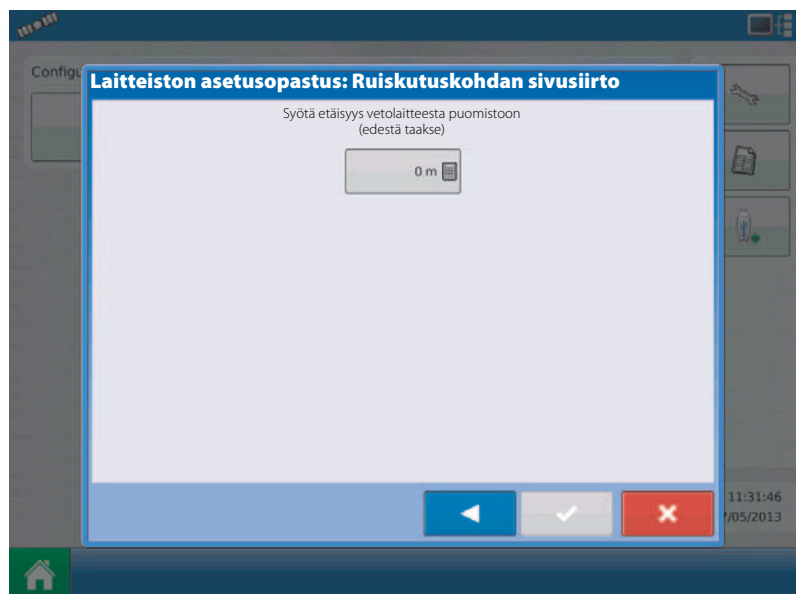 Configu
Laitteiston asetusopastus: Ruiskutuskohdan sivusiirto
Syötä etäisyys vetolaitteesta puomistoon
(edestä taakse)
0 m
11:31:46
/05/2013